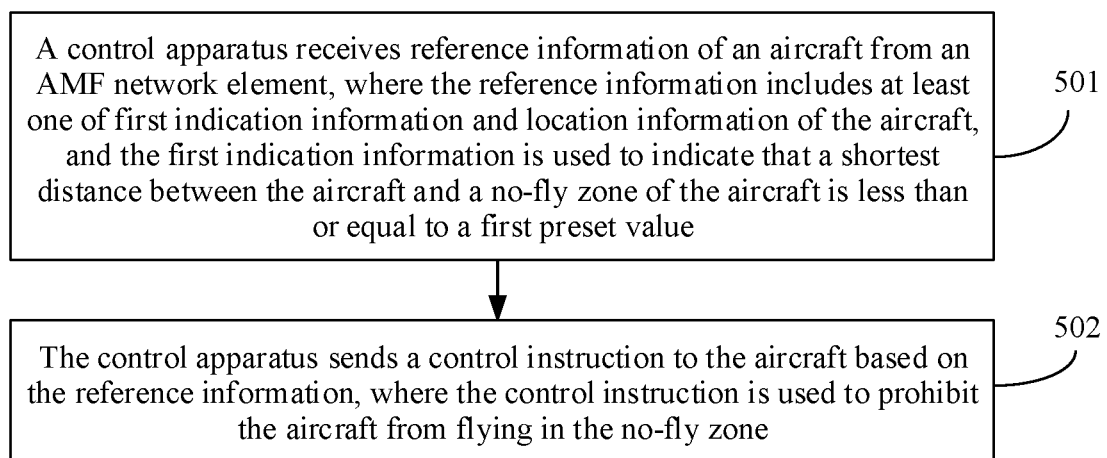 A control apparatus receives reference information of an aircraft from an
AMF network element, where the reference information includes at least
one of first indication information and location information of the aircraft,
and the first indication information is used to indicate that a shortest
distance between the aircraft and a no-fly zone of the aircraft is less than
or equal to a first preset value
501
The control apparatus sends a control instruction to the aircraft based on
the reference information, where the control instruction is used to prohibit
the aircraft from flying in the no-fly zone
502